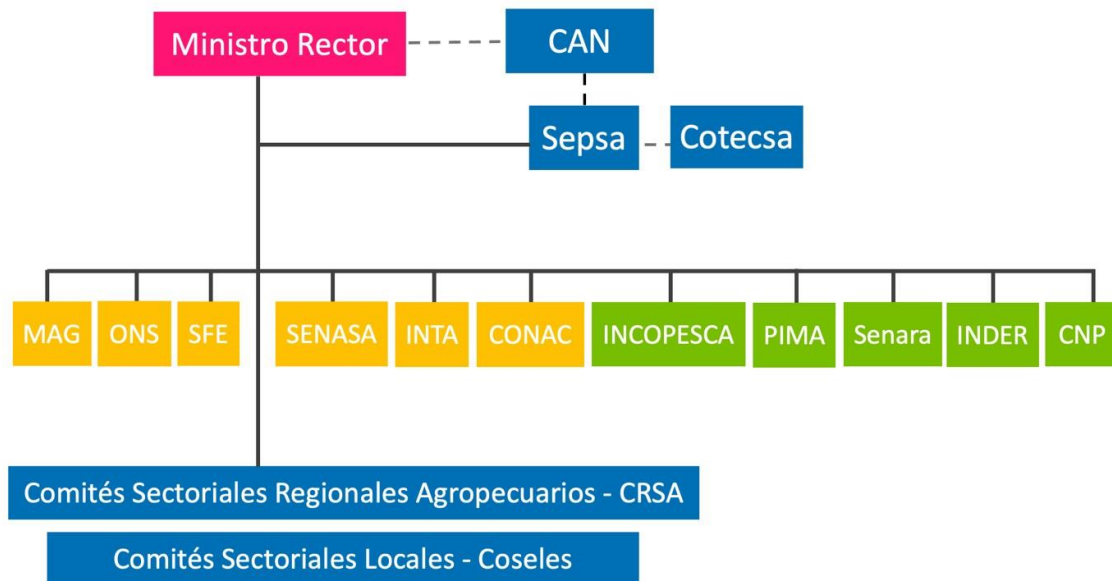 Ministro Rector
CAN
Sepsa
Cotecsa
MAG
ONS
SFE
SENASA
INTA
CONAC
INCOPESCA
PIMA
Senara
INDER
CNP
Comités Sectoriales Regionales Agropecuarios - CRSA
Comités Sectoriales Locales - Coseles